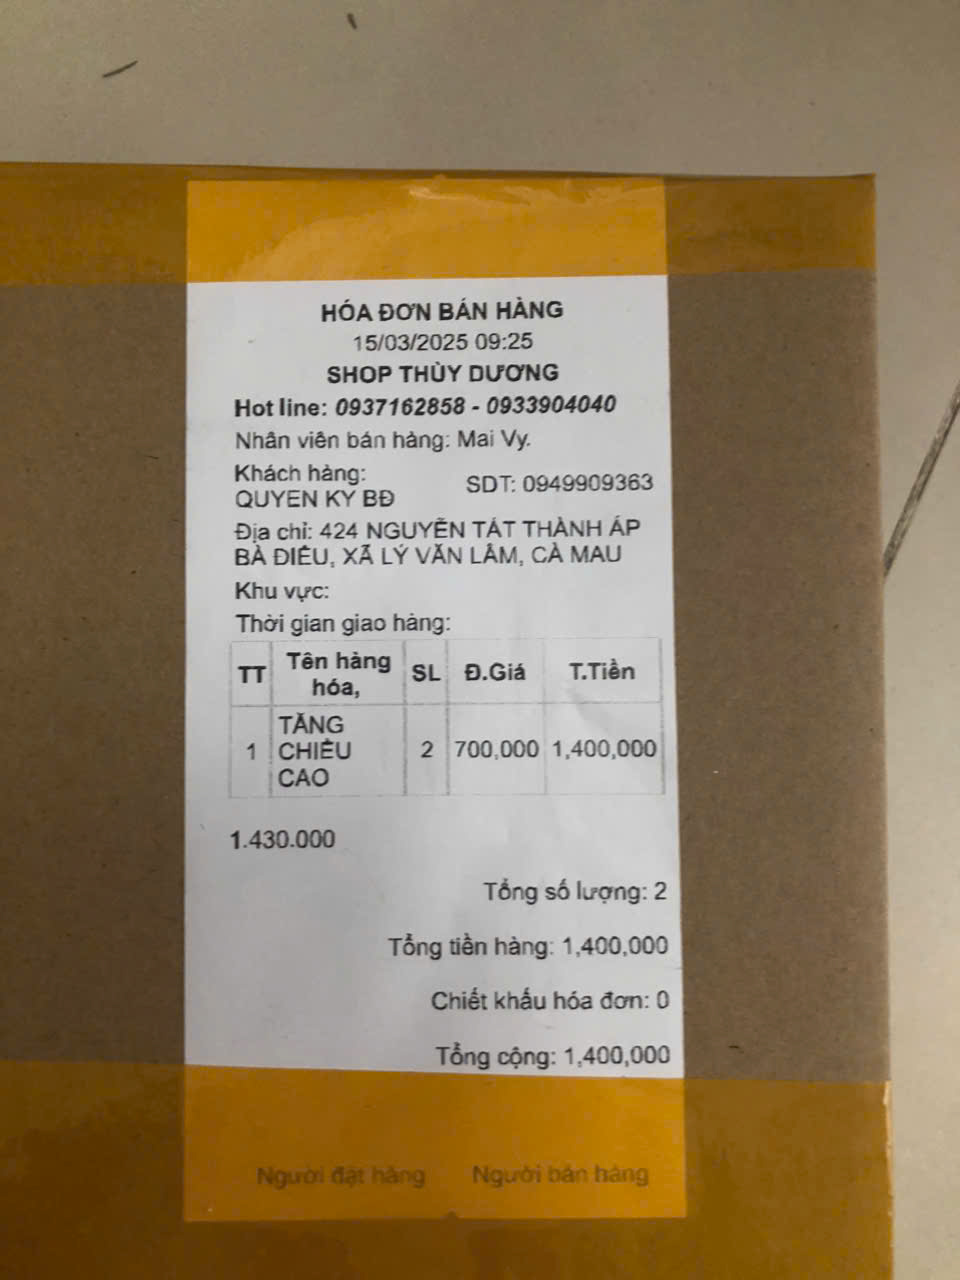 HÓA ĐƠN BÁN HÀNG
15/03/2025 09:25
SHOP THÙY DƯƠNG
Hot line: 0937162858 - 0933904040
Nhân viên bán hàng: Mai Vy.
Khách hàng:
QUYEN KY BĐ
SDT: 0949909363
Địa chỉ: 424 NGUYỄN TẤT THÀNH ÁP
BÀ ĐIỀU, XÃ LÝ VĂN LÂM, CÀ MAU
Khu vực:
Thời gian giao hàng:
TT Tên hàng hóa, SL Đ.Giá T.Tiền
1 TĂNG CHIỀU CAO 2 700,000 1,400,000
1.430.000
Tổng số lượng: 2
Tổng tiền hàng: 1,400,000
Chiết khấu hóa đơn: 0
Tổng cộng: 1,400,000
Người đặt hàng Người bán hàng